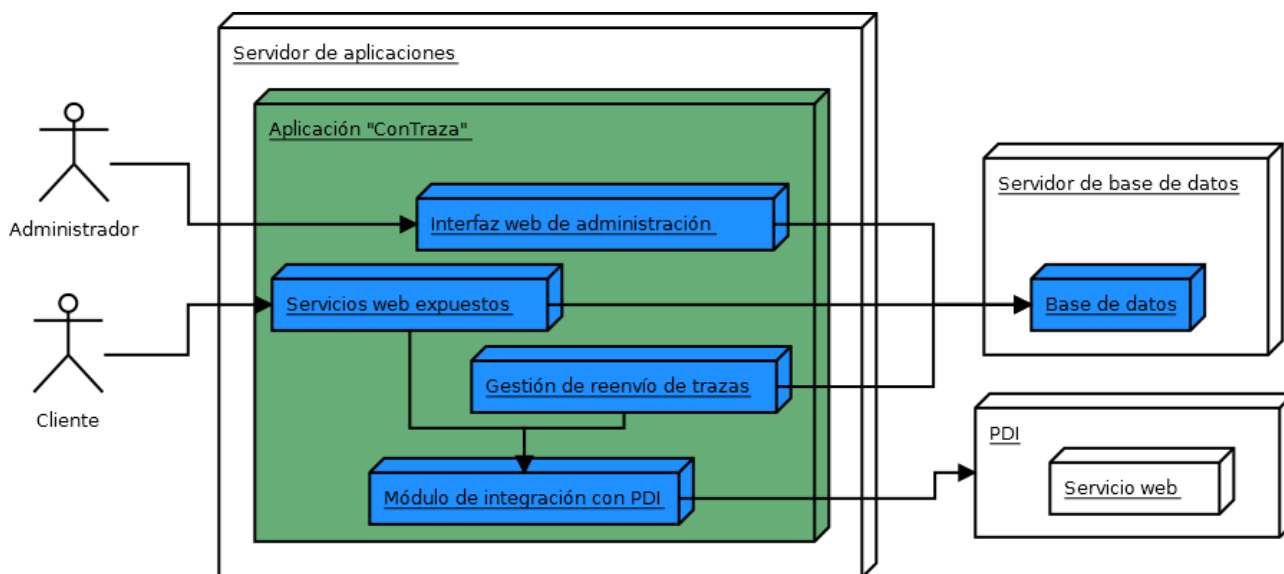 Servidor de aplicaciones
Aplicación "ConTraza"
Administrador
Interfaz web de administración
Servidor de base de datos
Servicios web expuestos
Base de datos
Cliente
Gestión de reenvío de trazas
PDI
Módulo de integración con PDI
Servicio web